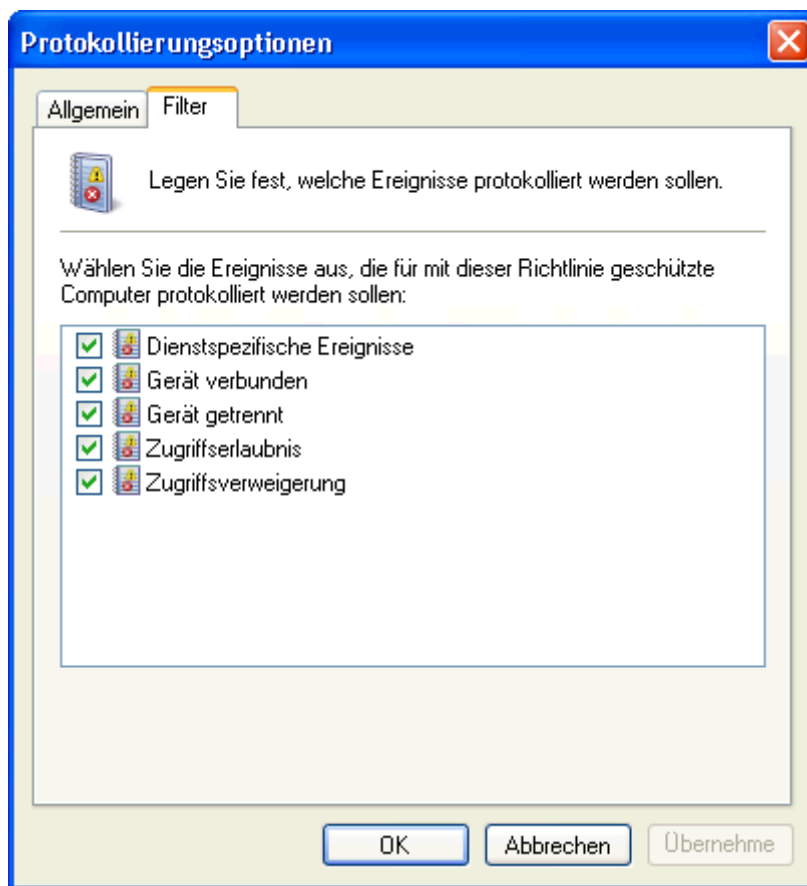 Protokollierungsoptionen
Allgemein
Filter
Legen Sie fest, welche Ereignisse protokolliert werden sollen.
Wählen Sie die Ereignisse aus, die für mit dieser Richtlinie geschützte
Computer protokolliert werden sollen:
Dienstspezifische Ereignisse
Gerät verbunden
Gerät getrennt
Zugriffserlaubnis
Zugriffsverweigerung
OK
Abbrechen
Übernehme